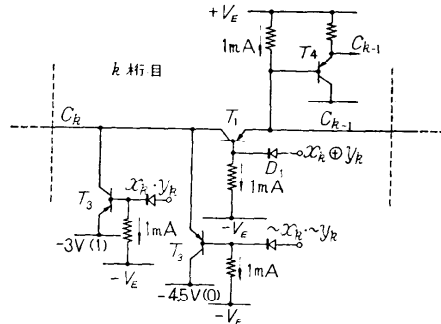 +V_E
1mA
T4
C_{k-1}
k 桁目
C_k
T_1
C_{k-1}
D_1
x_k ⊕ y_k
1mA
-V_E
T_3
x_k · y_k
1mA
-3V(1)
-V_E
T_3
~x_k · ~y_k
1mA
-4.5V(0)
-V_E